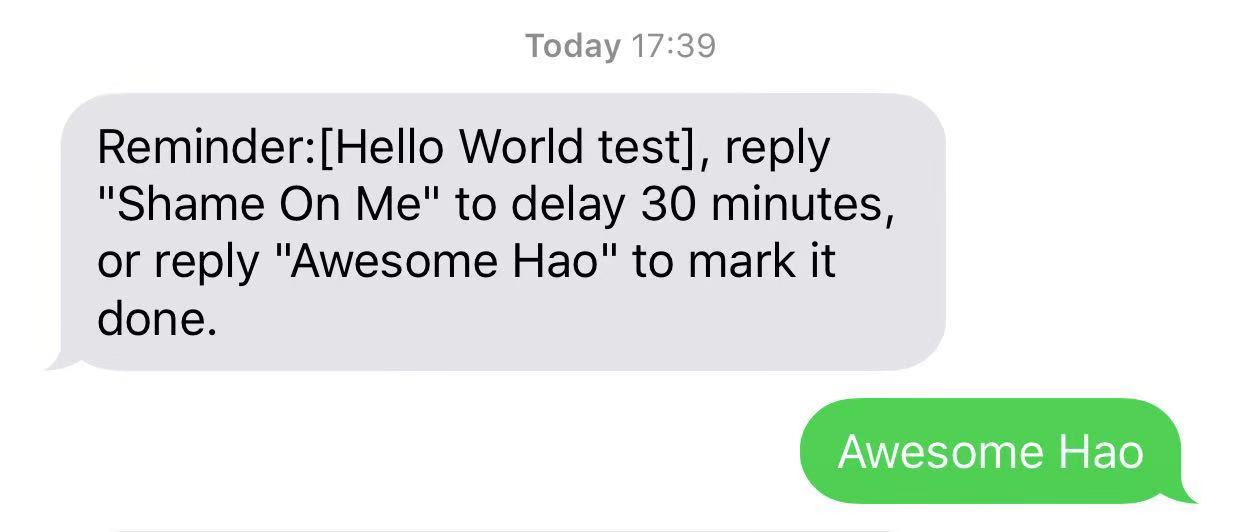 Today 17:39
Reminder:[Hello World test], reply
"Shame On Me" to delay 30 minutes,
or reply "Awesome Hao" to mark it
done.
Awesome Hao